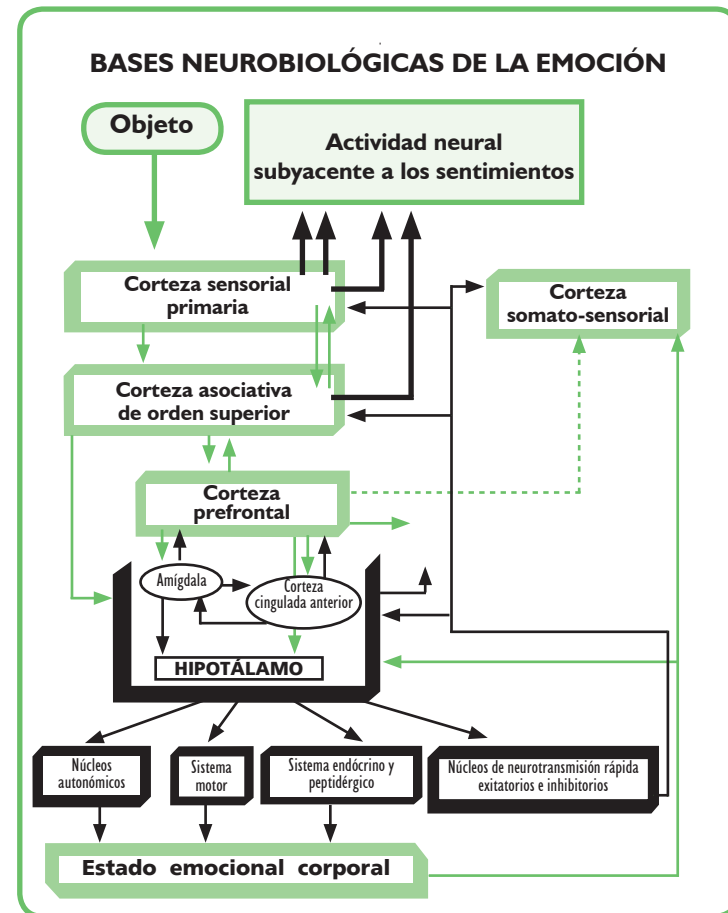 BASES NEUROBIOLÓGICAS DE LA EMOCIÓN
Objeto
Actividad neural
subyacente a los sentimientos
Corteza sensorial
primaria
Corteza
somato-sensorial
Corteza asociativa
de orden superior
Corteza
prefrontal
Amígdala
Corteza
cingulada anterior
HIPOTÁLAMO
Núcleos
autonómicos
Sistema
motor
Sistema endócrino y
peptidérgico
Núcleos de neurotransmisión rápida
exitatorios e inhibitorios
Estado emocional corporal